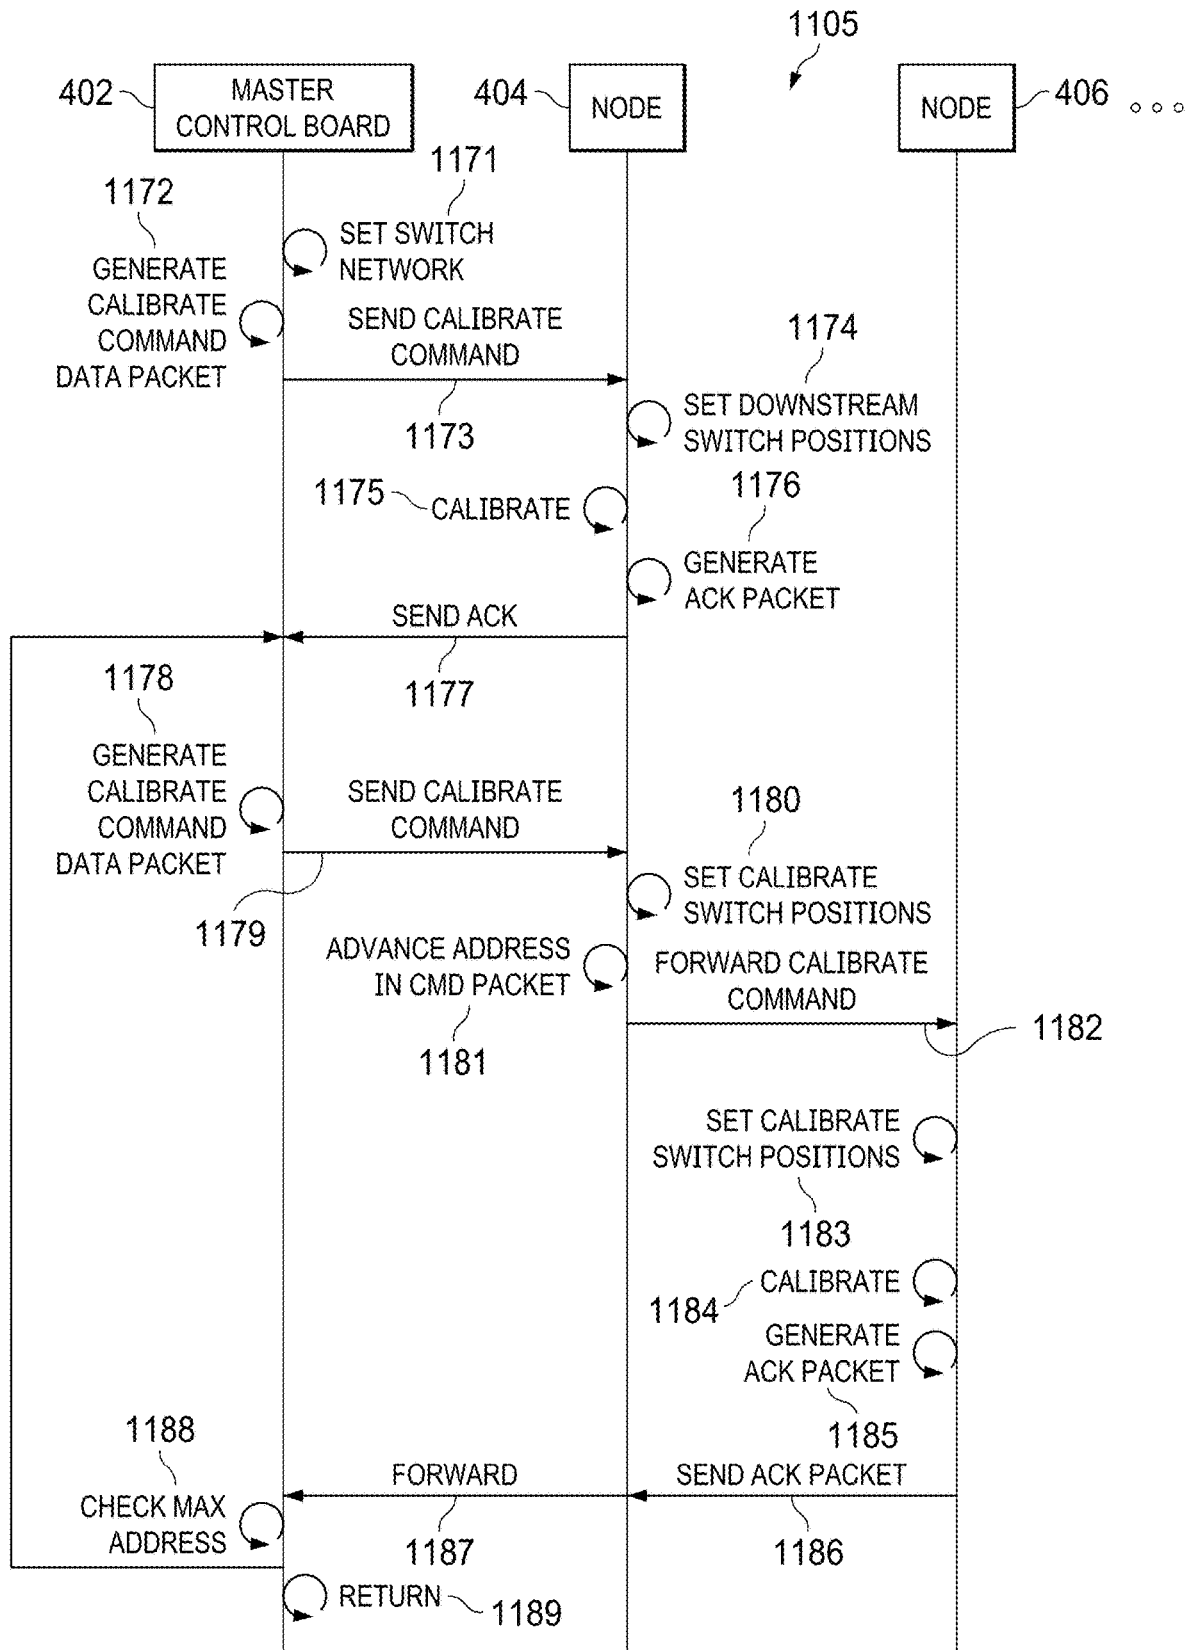 1105
402
MASTER
CONTROL BOARD
404
NODE
NODE
406
1171
1172
SET SWITCH
NETWORK
GENERATE
CALIBRATE
COMMAND
DATA PACKET
SEND CALIBRATE
COMMAND
1173
1174
SET DOWNSTREAM
SWITCH POSITIONS
1175
CALIBRATE
1176
GENERATE
ACK PACKET
SEND ACK
1177
1178
GENERATE
CALIBRATE
COMMAND
DATA PACKET
SEND CALIBRATE
COMMAND
1179
1180
SET CALIBRATE
SWITCH POSITIONS
ADVANCE ADDRESS
IN CMD PACKET
1181
FORWARD CALIBRATE
COMMAND
1182
SET CALIBRATE
SWITCH POSITIONS
1183
CALIBRATE
1184
GENERATE
ACK PACKET
1185
SEND ACK PACKET
1186
FORWARD
1187
1188
CHECK MAX
ADDRESS
RETURN
1189